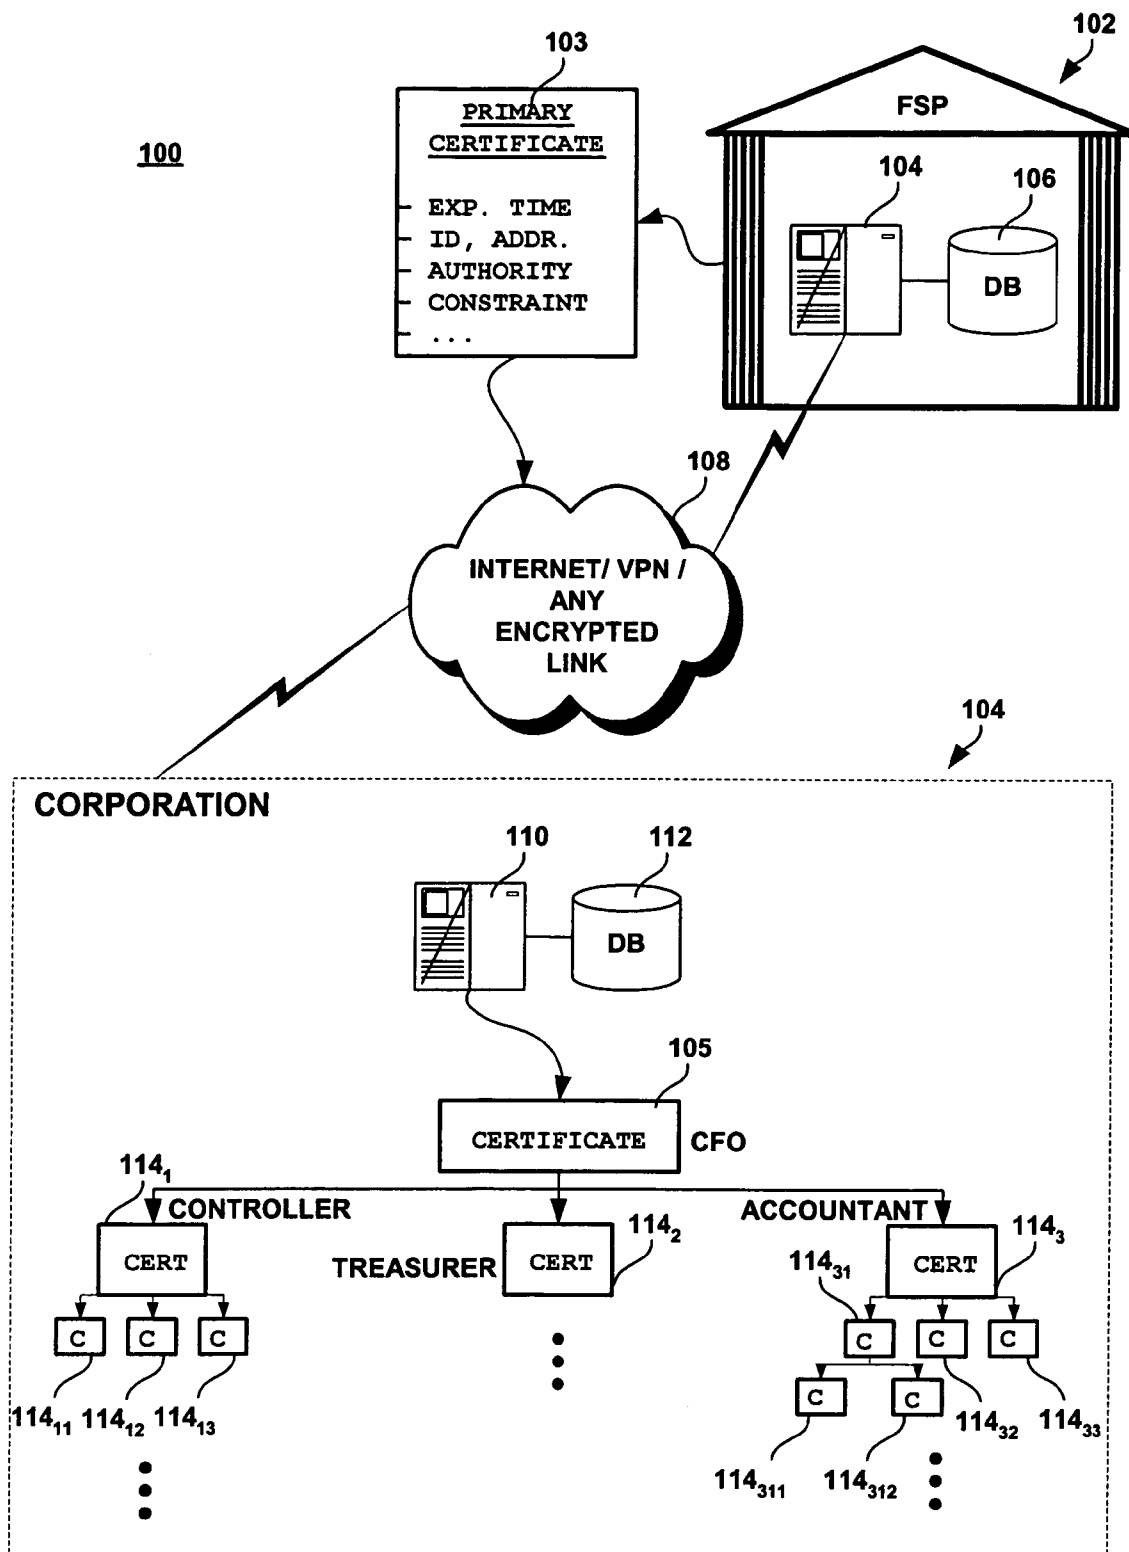 102
103
FSP
PRIMARY
CERTIFICATE
100
104
106
EXP. TIME
ID, ADDR.
AUTHORITY
CONSTRAINT
...
DB
108
INTERNET/ VPN /
ANY
ENCRYPTED
LINK
104
CORPORATION
110
112
DB
105
CERTIFICATE
CFO
114₁
CONTROLLER
ACCOUNTANT
CERT
TREASURER
CERT
114₂
114₃
CERT
114₃₁
C
C
C
C
C
C
C
C
114₁₁
114₁₂
114₁₃
114₃₂
114₃₃
114₃₁₁
114₃₁₂